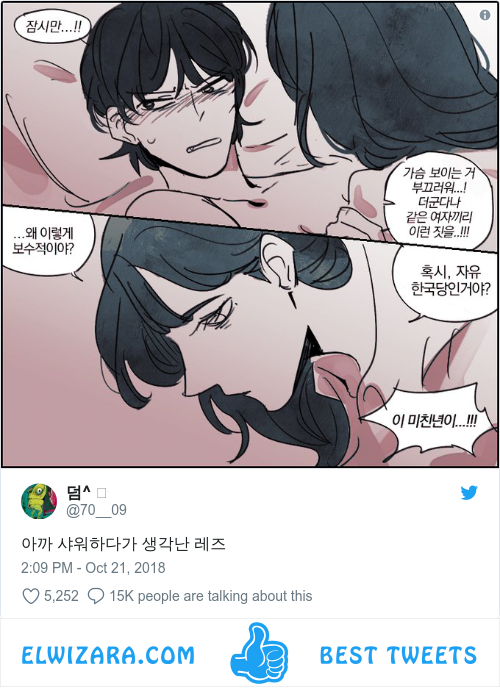 잠시만...!!
가슴 보이는 거
부끄러워...!
더군다나
같은 여자끼리
이런 짓을..!!!
...왜 이렇게
보수적이야?
혹시, 자유
한국당인거야?
이 미친년이...!!!
덤^
@70__09
아까 샤워하다가 생각난 레즈
2:09 PM - Oct 21, 2018
5,252 15K people are talking about this
ELWIZARA.COM BEST TWEETS